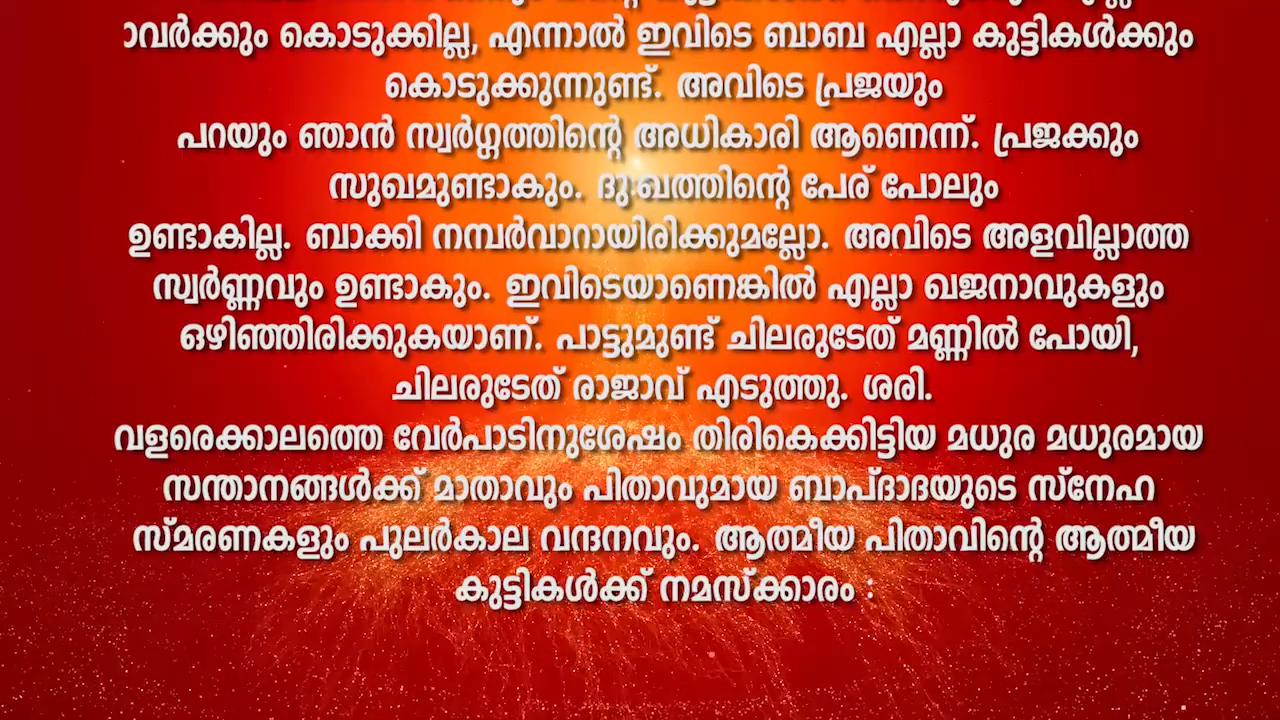 ാവർക്കും കൊടുക്കില്ല, എന്നാൽ ഇവിടെ ബാബ എല്ലാ കുട്ടികൾക്കും
കൊടുക്കുന്നുണ്ട്. അവിടെ പ്രജയും
പറയും ഞാൻ സ്വർഗ്ഗത്തിന്റെ അധികാരി ആണെന്ന്. പ്രജക്കും
സുഖമുണ്ടാകും. ദുഃഖത്തിന്റെ പേര് പോലും
ഉണ്ടാകില്ല. ബാക്കി നമ്പർവാറായിരിക്കുമല്ലോ. അവിടെ അളവില്ലാത്ത
സ്വർണ്ണവും ഉണ്ടാകും. ഇവിടെയാണെങ്കിൽ എല്ലാ ഖജനാവുകളും
ഒഴിഞ്ഞിരിക്കുകയാണ്. പാട്ടുമുണ്ട് ചിലരുടേത് മണ്ണിൽ പോയി,
ചിലരുടേത് രാജാവ് എടുത്തു. ശരി.
വളരെക്കാലത്തെ വേർപാടിനുശേഷം തിരികെക്കിട്ടിയ മധുര മധുരമായ
സന്താനങ്ങൾക്ക് മാതാവും പിതാവുമായ ബാപ്ദാദയുടെ സ്നേഹ
സ്മരണകളും പുലർകാല വന്ദനവും. ആത്മീയ പിതാവിന്റെ ആത്മീയ
കുട്ടികൾക്ക് നമസ്ക്കാരം :